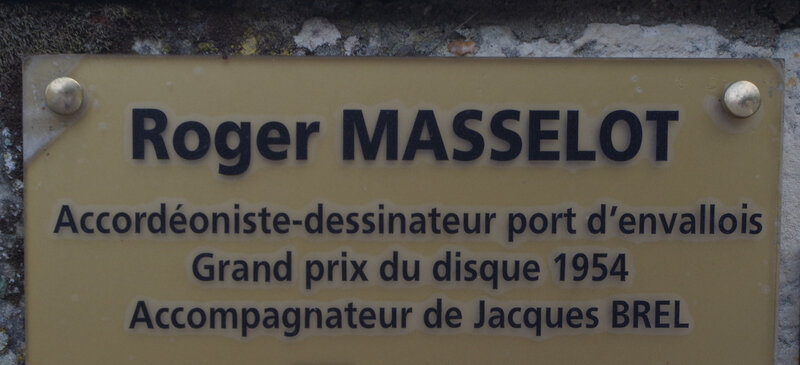 Roger MASSELOT
Accordéoniste-dessinateur port d'envallois
Grand prix du disque 1954
Accompagnateur de Jacques BREL